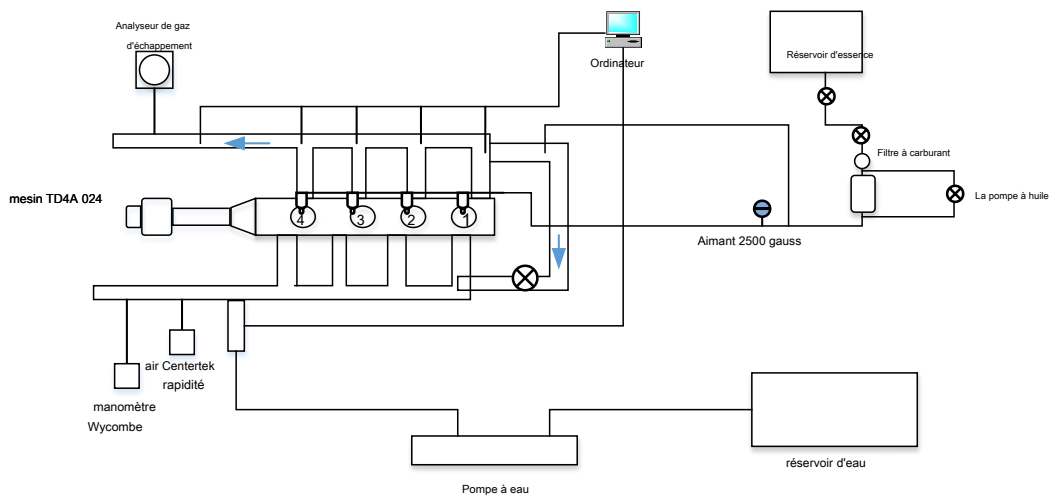 Analyseur de gaz
d'échappement
Ordinateur
Réservoir d'essence
Filtre à carburant
La pompe à huile
mesin TD4A 024
4
3
2
1
Aimant 2500 gauss
air Centertek
rapidité
manomètre
Wycombe
réservoir d'eau
Pompe à eau